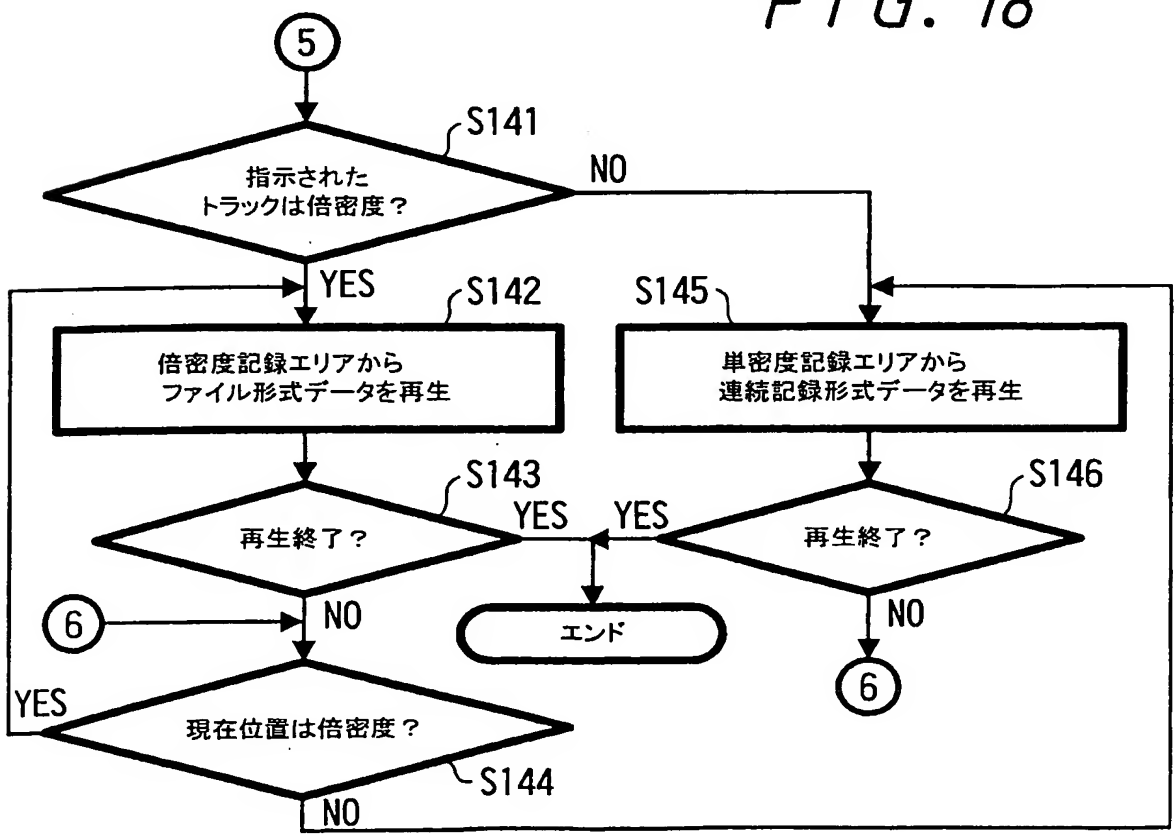 FIG. 18
5
S141
指示された
トラックは倍密度？
NO
YES
S142
倍密度記録エリアから
ファイル形式データを再生
S145
単密度記録エリアから
連続記録形式データを再生
S143
再生終了？
YES
YES
S146
再生終了？
NO
6
エンド
NO
6
YES
現在位置は倍密度？
S144
NO